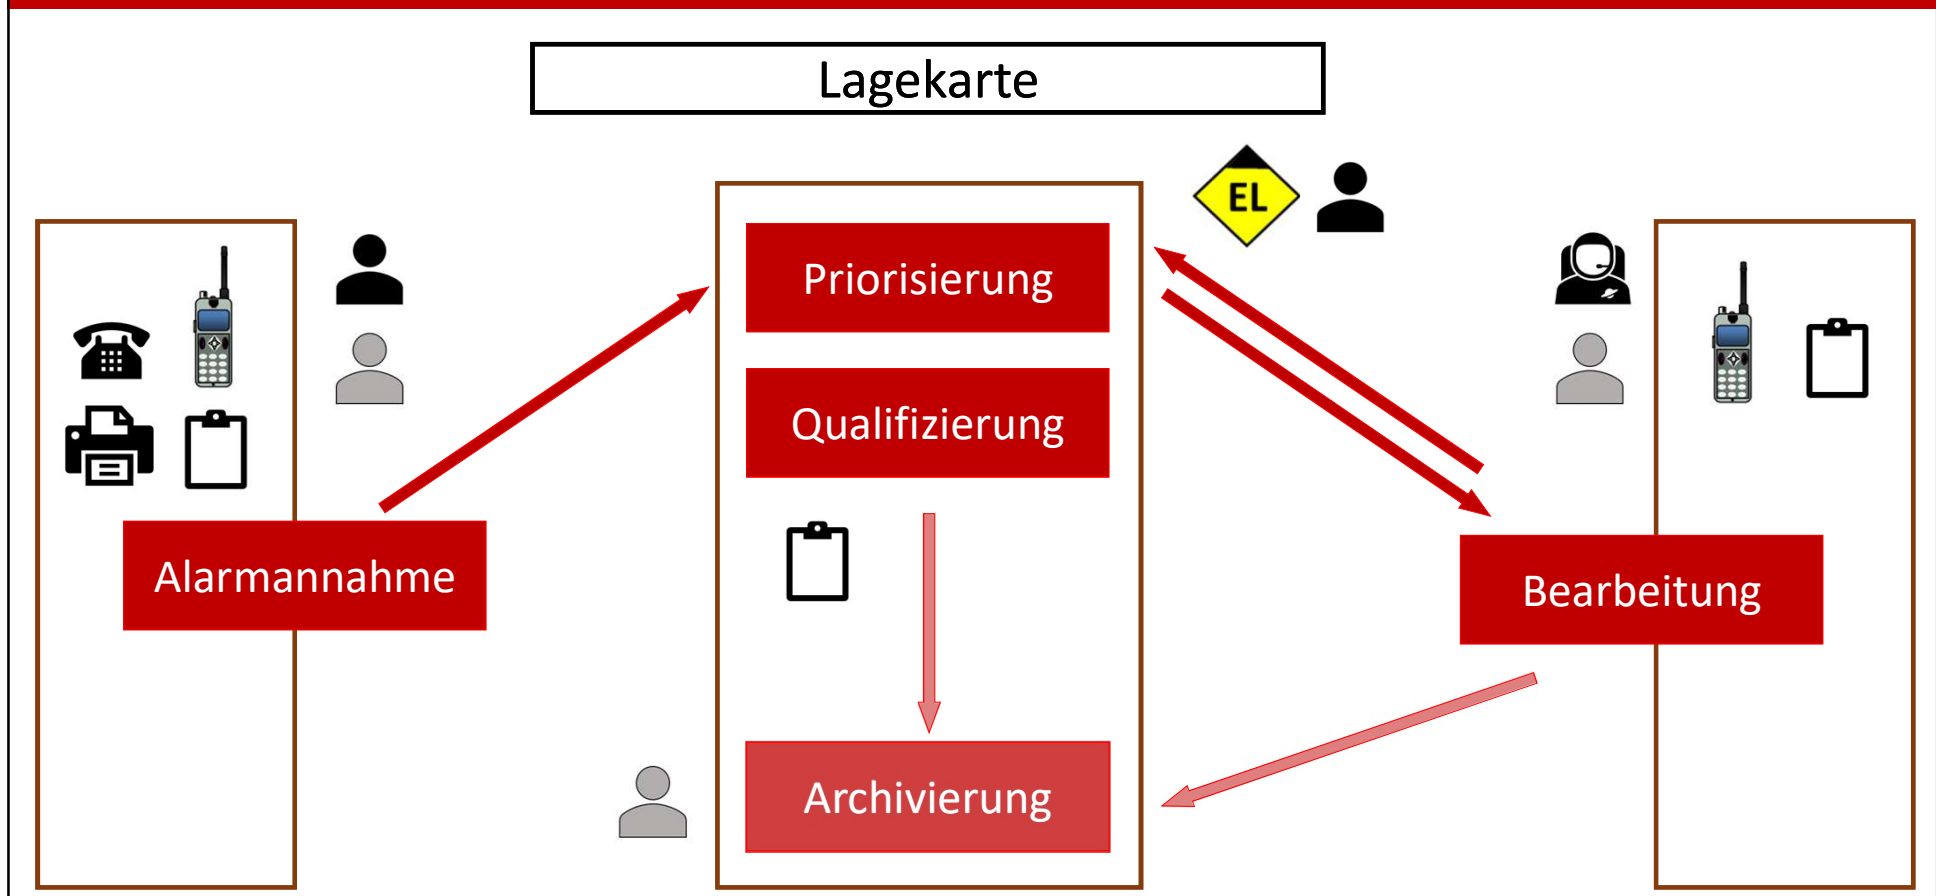 Lagekarte
EL
Priorisierung
Qualifizierung
Alarmannahme
Bearbeitung
Archivierung